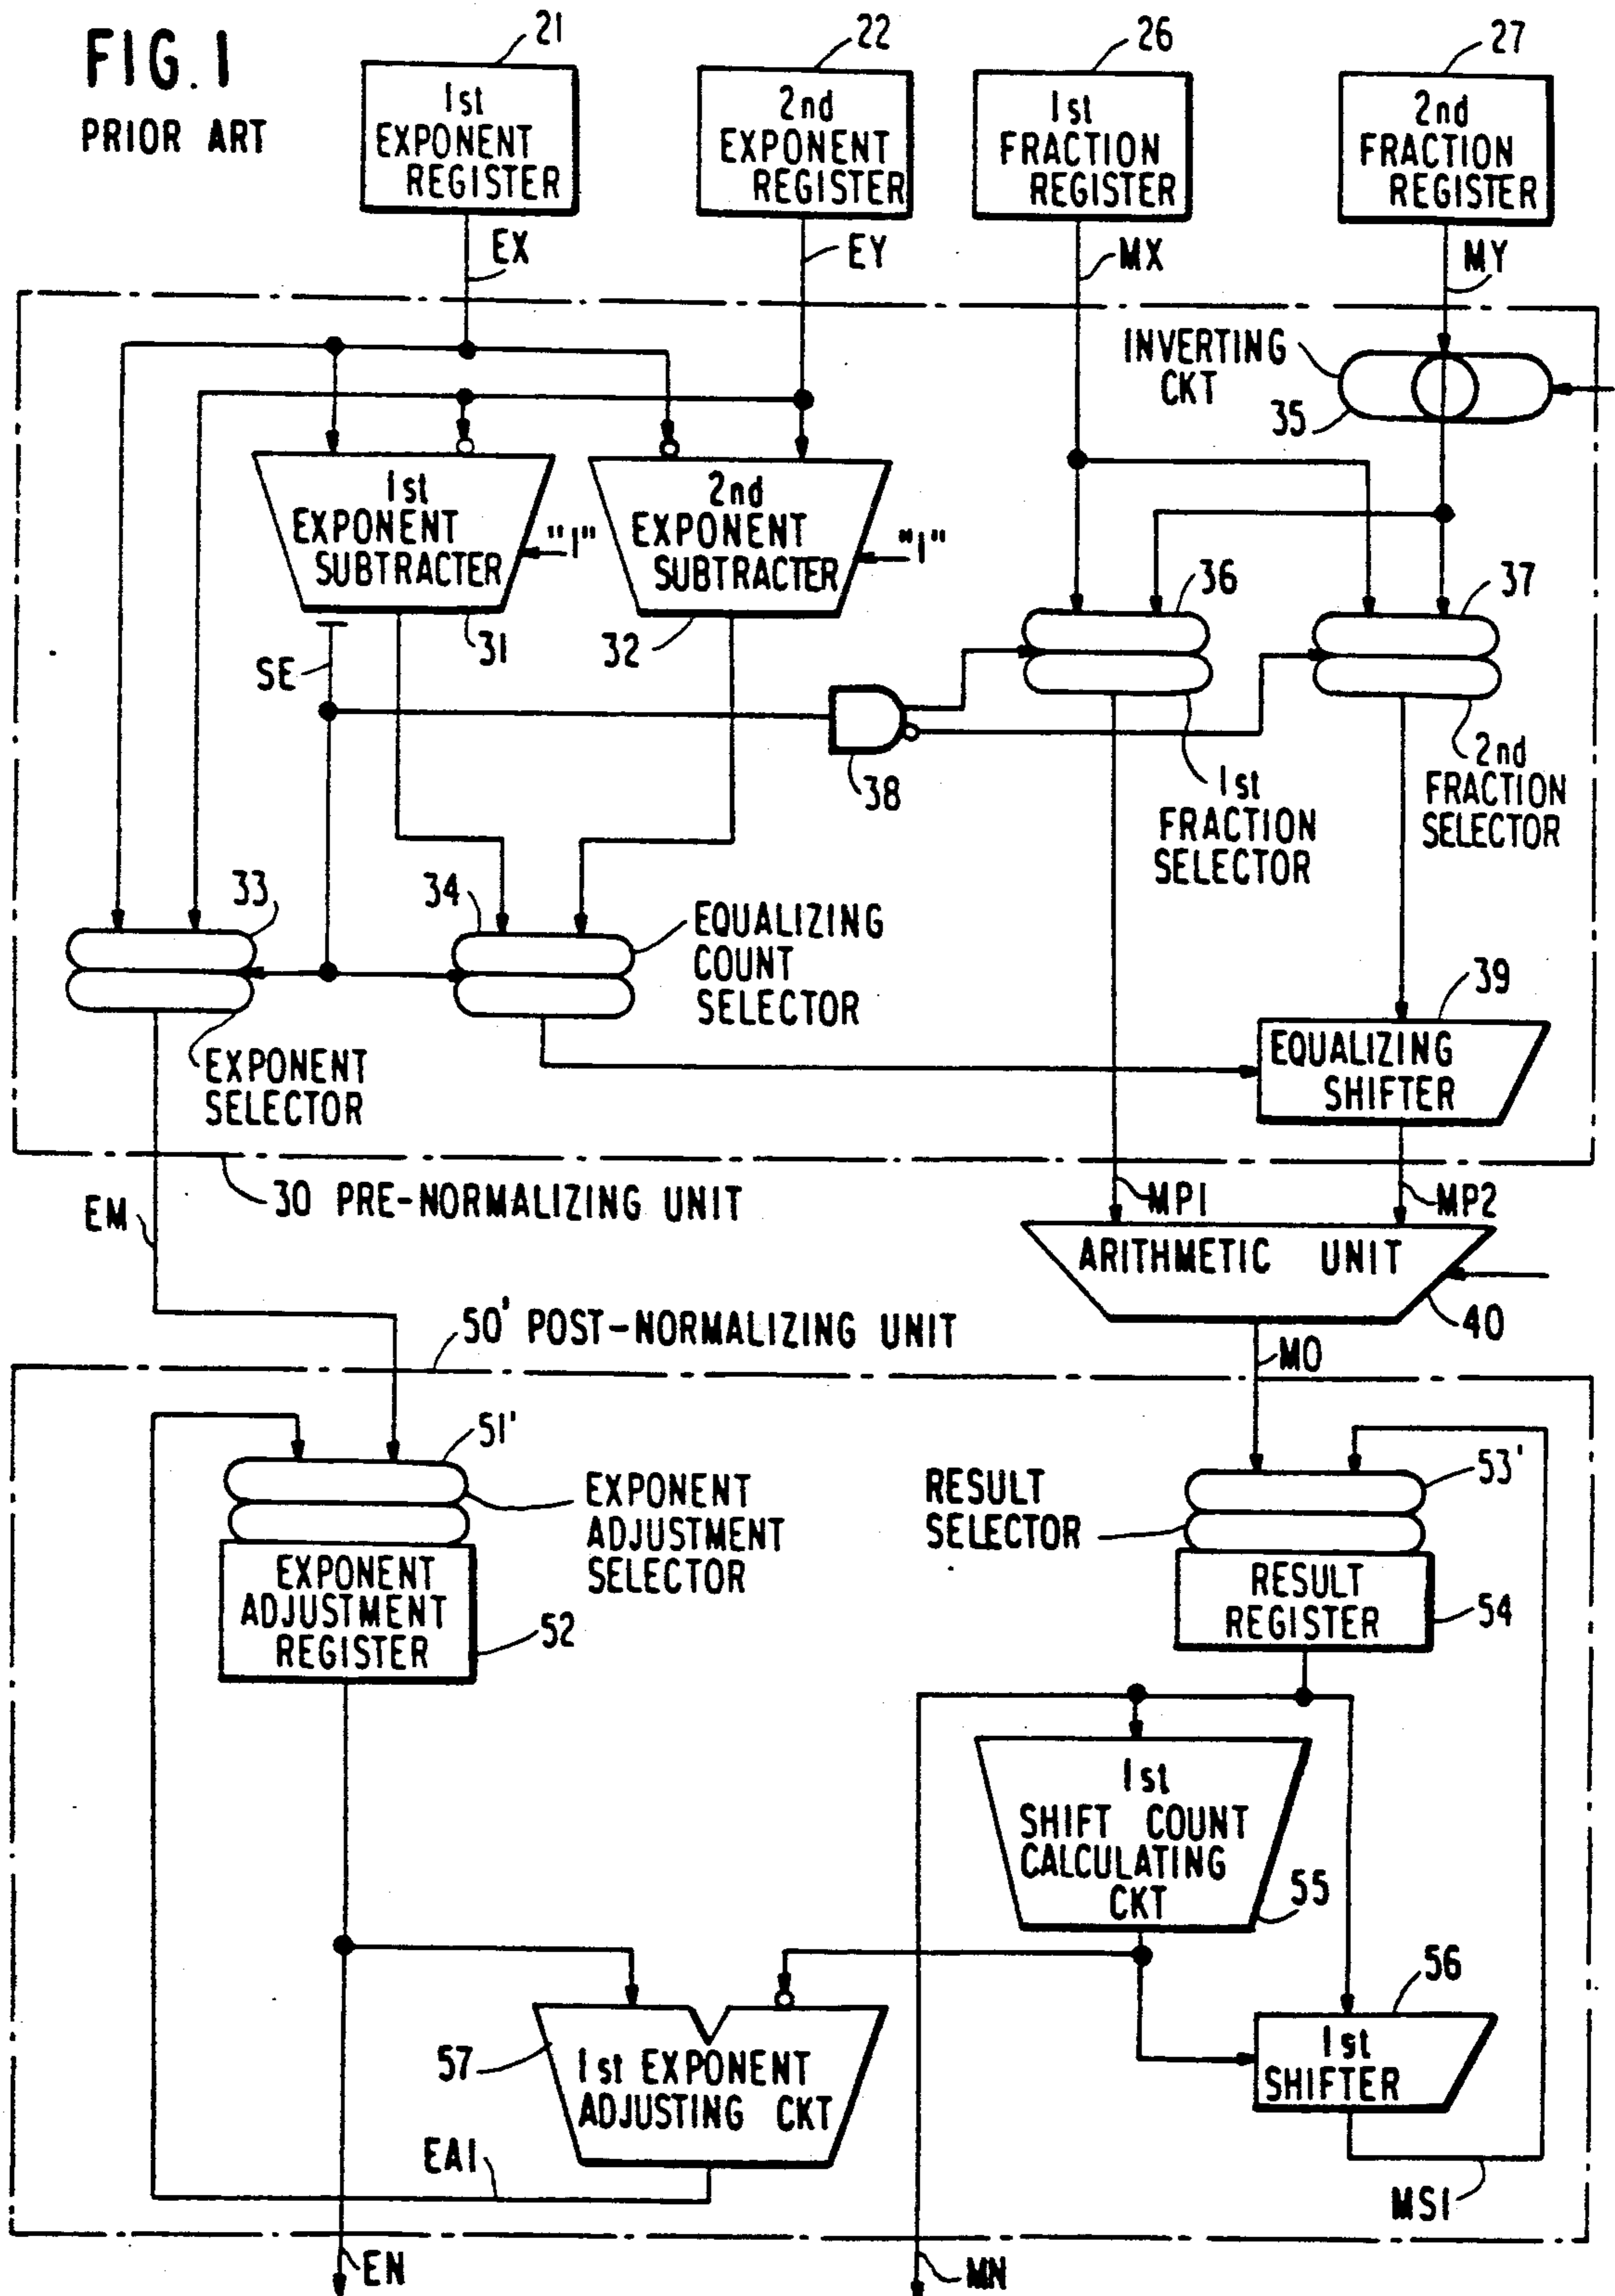 FIG. 1
PRIOR ART
21
22
26
27
1st
EXPONENT
REGISTER
2nd
EXPONENT
REGISTER
1st
FRACTION
REGISTER
2nd
FRACTION
REGISTER
EX
EY
MX
MY
INVERTING
CKT
35
1st
EXPONENT
SUBTRACTER
"1"
2nd
EXPONENT
SUBTRACTER
"1"
31
32
36
37
SE
38
1st
FRACTION
SELECTOR
2nd
FRACTION
SELECTOR
33
34
EQUALIZING
COUNT
SELECTOR
39
EXPONENT
SELECTOR
EQUALIZING
SHIFTER
30 PRE-NORMALIZING UNIT
EM
MP1
MP2
ARITHMETIC UNIT
40
50' POST-NORMALIZING UNIT
MO
51'
EXPONENT
ADJUSTMENT
SELECTOR
RESULT
SELECTOR
53'
EXPONENT
ADJUSTMENT
REGISTER
52
RESULT
REGISTER
54
1st
SHIFT COUNT
CALCULATING
CKT
55
56
57
1st EXPONENT
ADJUSTING CKT
1st
SHIFTER
EA1
MS1
EN
MN